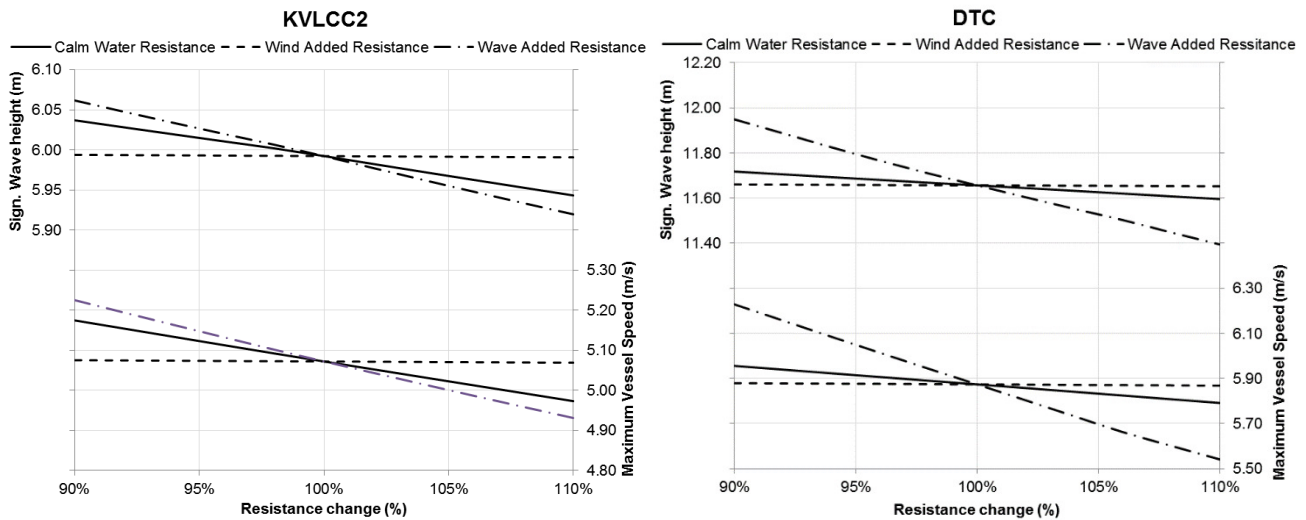 KVLCC2
Calm Water Resistance Wind Added Resistance Wave Added Resistance
Sign. Wave height (m)
6.10
6.05
6.00
5.95
5.90
5.30
5.20
5.10
5.00
4.90
4.80
Maximum Vessel Speed (m/s)
90% 95% 100% 105% 110%
Resistance change (%)
DTC
Calm Water Resistance Wind Added Resistance Wave Added Ressitance
Sign. Wave height (m)
12.20
12.00
11.80
11.60
11.40
6.30
6.10
5.90
5.70
5.50
Maximum Vessel Speed (m/s)
90% 95% 100% 105% 110%
Resistance change (%)